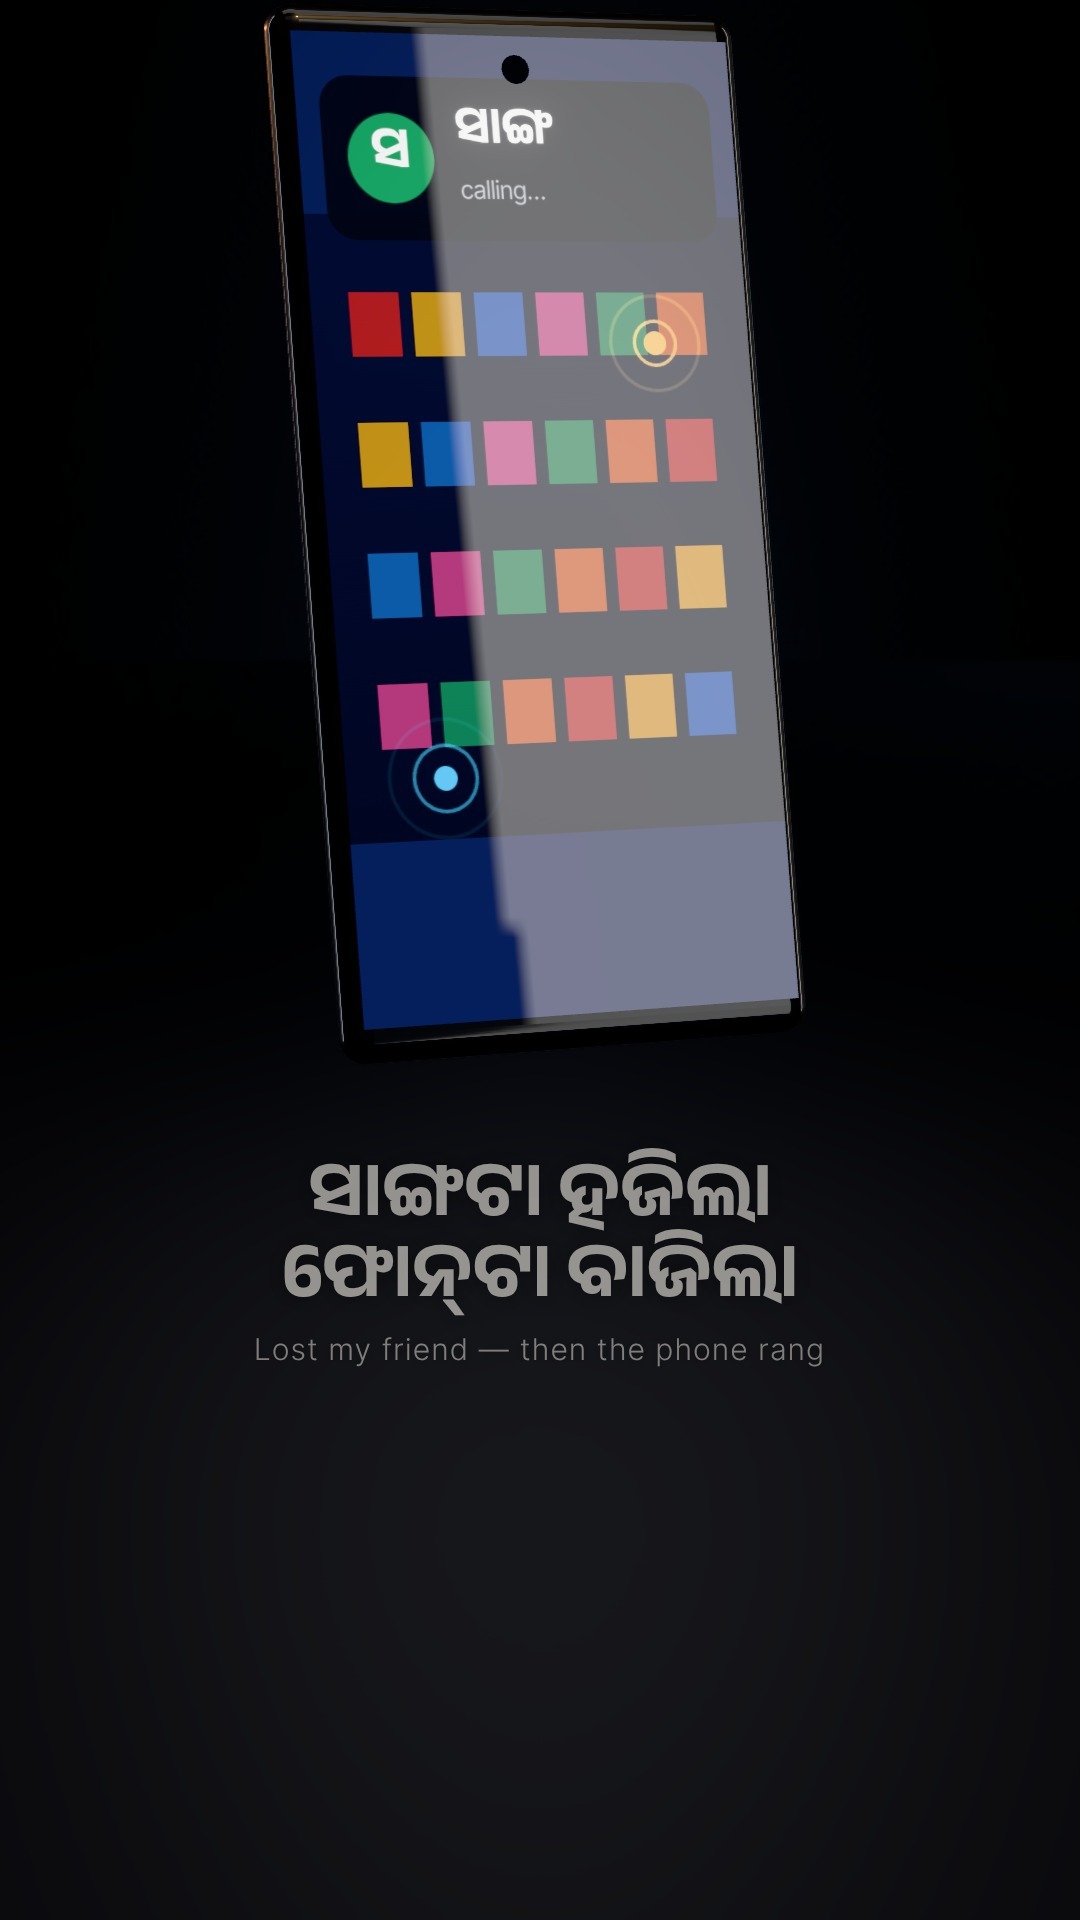 ସ
ସାଙ୍ଗ
calling...
ସାଙ୍ଗଟା ହଜିଲା
ଫୋନ୍‌ଟା ବାଜିଲା
Lost my friend — then the phone rang